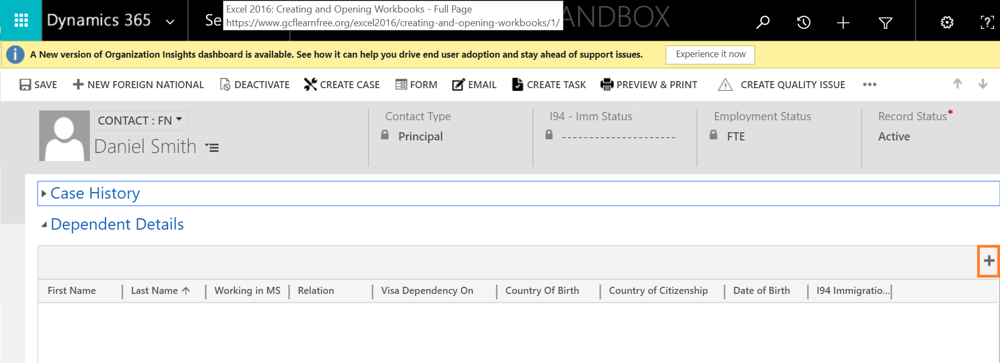 Dynamics 365
Se
Excel 2016: Creating and Opening Workbooks - Full Page
https://www.gcflearnfree.org/excel2016/creating-and-opening-workbooks/1/
ANDBOX
A New version of Organization Insights dashboard is available. See how it can help you drive end user adoption and stay ahead of support issues.
Experience it now
SAVE
NEW FOREIGN NATIONAL
DEACTIVATE
CREATE CASE
FORM
EMAIL
CREATE TASK
PREVIEW & PRINT
CREATE QUALITY ISSUE
CONTACT : FN
Daniel Smith
Contact Type
Principal
I94 - Imm Status
--------------------
Employment Status
FTE
Record Status*
Active
Case History
Dependent Details
First Name
Last Name
Working in MS
Relation
Visa Dependency On
Country Of Birth
Country of Citizenship
Date of Birth
I94 Immigratio...